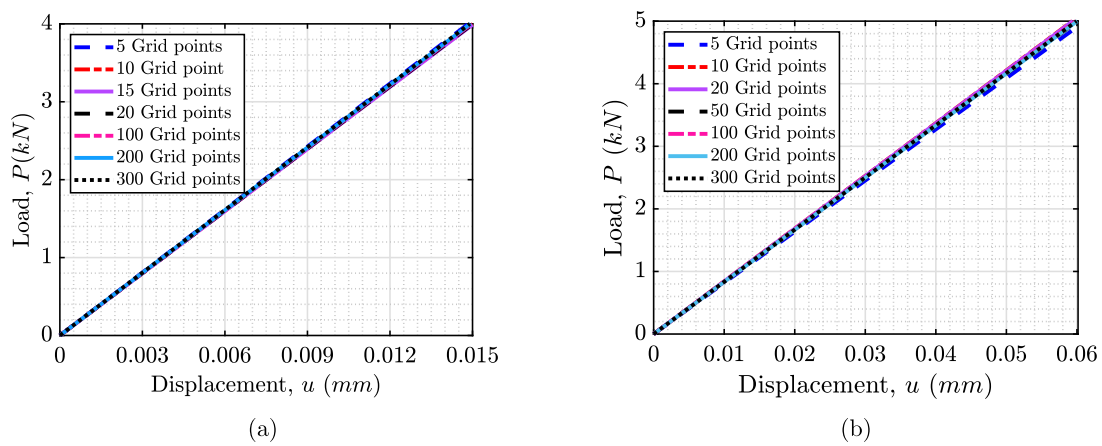 4
3
2
1
0
Load, P(kN)
5 Grid points
10 Grid point
15 Grid points
20 Grid points
100 Grid points
200 Grid points
300 Grid points
0 0.003 0.006 0.009 0.012 0.015
Displacement, u (mm)
(a)
5
4
3
2
1
0
Load, P (kN)
5 Grid points
10 Grid points
20 Grid points
50 Grid points
100 Grid points
200 Grid points
300 Grid points
0 0.01 0.02 0.03 0.04 0.05 0.06
Displacement, u (mm)
(b)